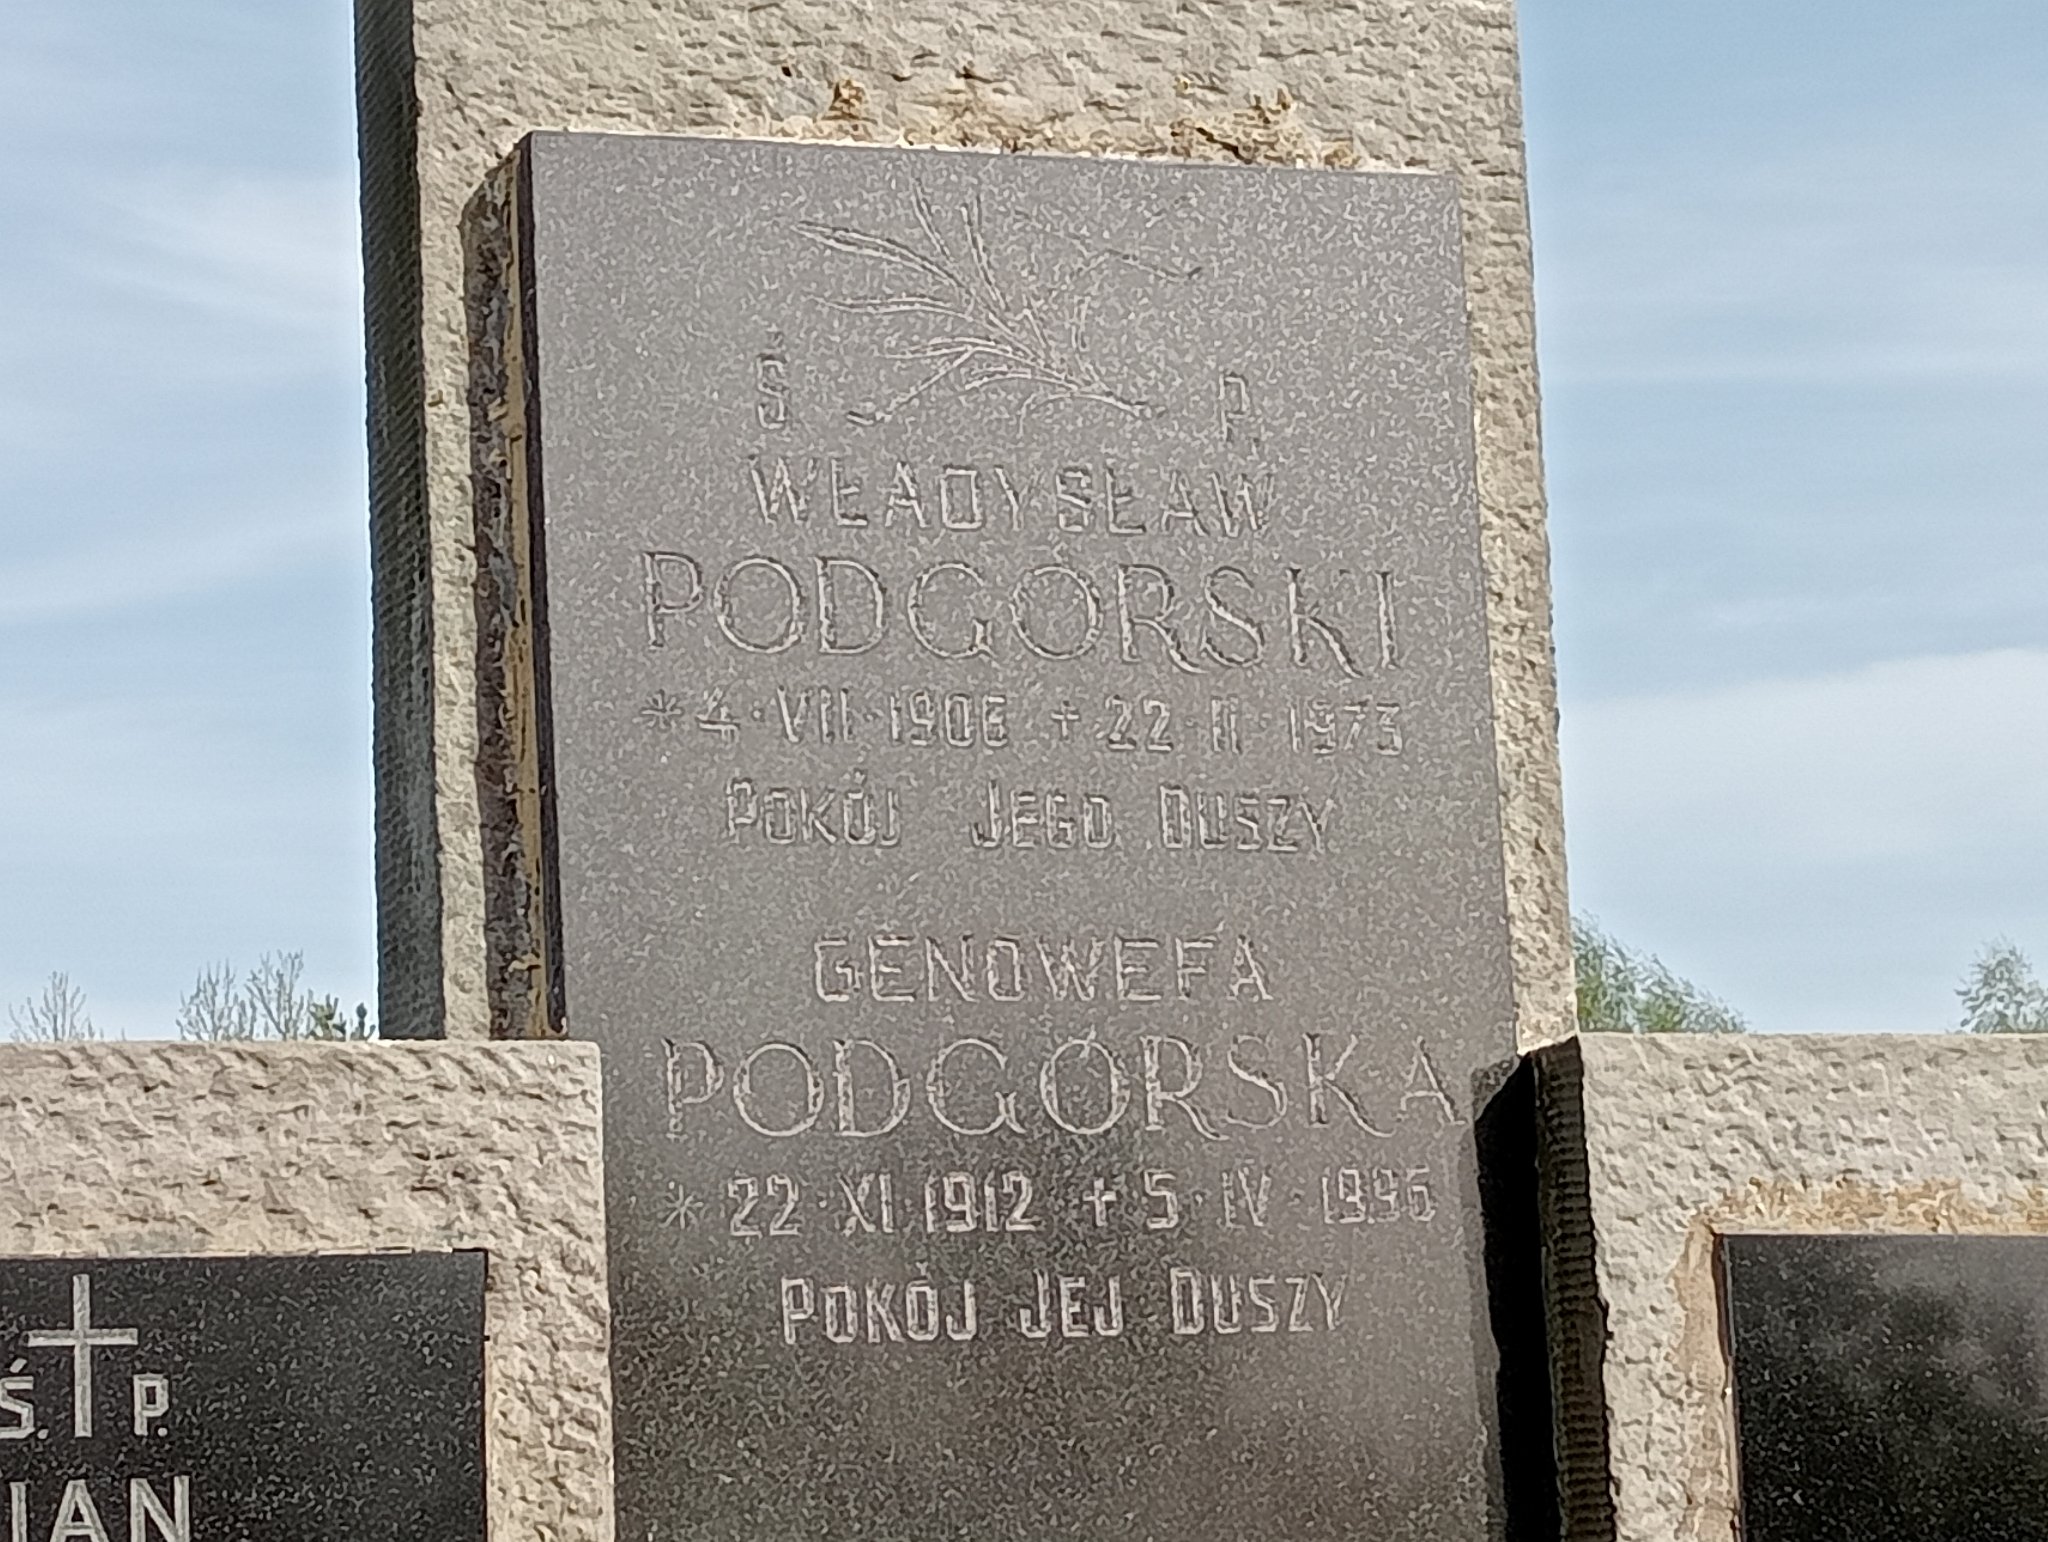 Ś P.
WŁADYSŁAW
PODGÓRSKI
* 4·VII·1906 + 22·II·1973
POKÓJ JEGO DUSZY
GENOWEFA
PODGÓRSKA
* 22·XI·1912 + 5·IV·1996
POKÓJ JEJ DUSZY
Ś. P.